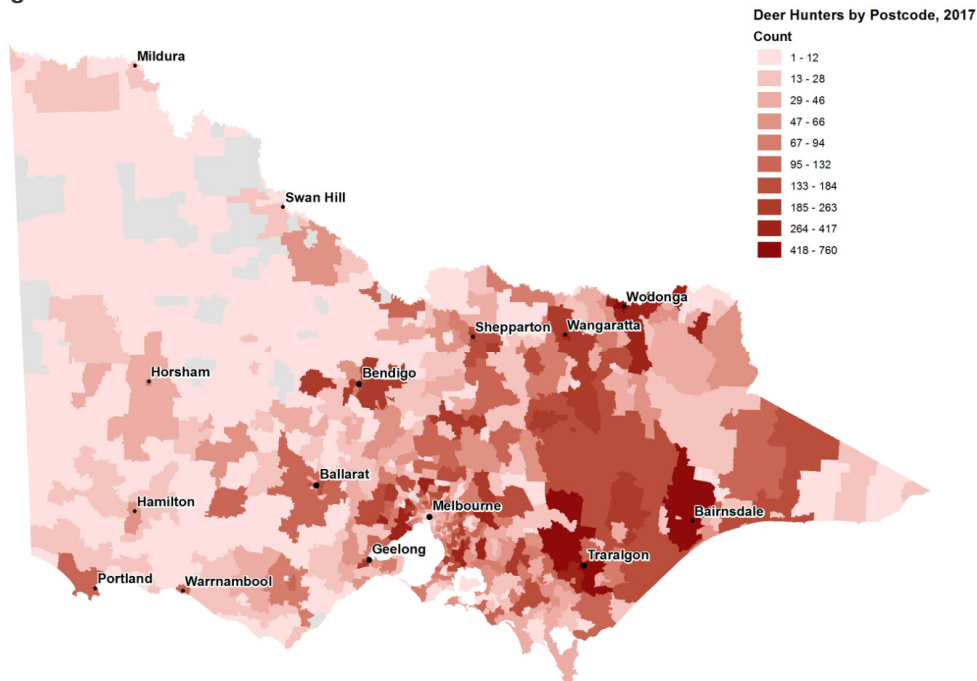 Deer Hunters by Postcode, 2017
Count
1 - 12
13 - 28
29 - 46
47 - 66
67 - 94
95 - 132
133 - 184
185 - 263
264 - 417
418 - 760
Mildura
Swan Hill
Wodonga
Shepparton
Wangaratta
Horsham
Bendigo
Ballarat
Hamilton
Melbourne
Bairnsdale
Geelong
Traralgon
Portland
Warrnambool